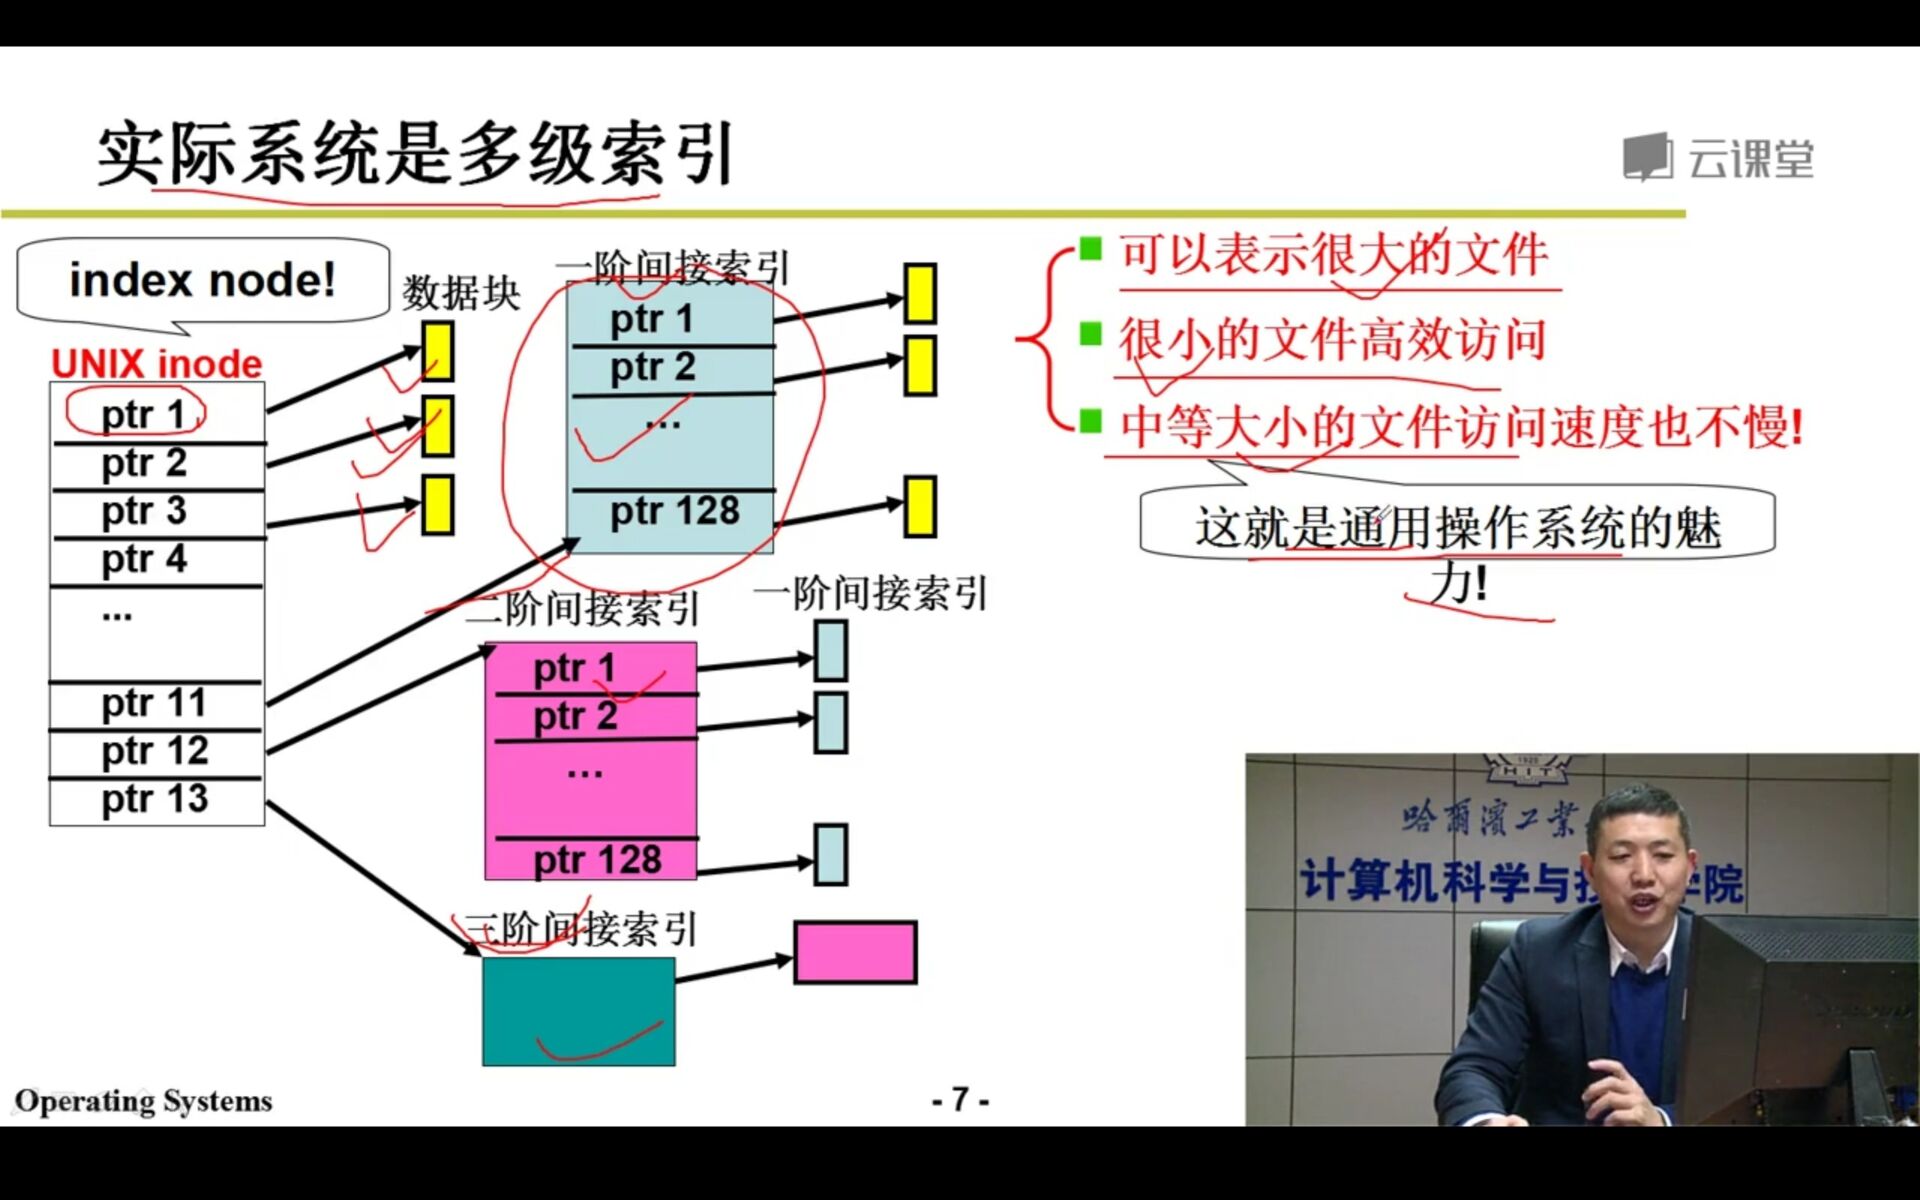 实际系统是多级索引
云课堂
index node!
数据块
UNIX inode
ptr 1
ptr 2
ptr 3
ptr 4
...
ptr 11
ptr 12
ptr 13
一阶间接索引
ptr 1
ptr 2
...
ptr 128
二阶间接索引
一阶间接索引
ptr 1
ptr 2
...
ptr 128
三阶间接索引
可以表示很大的文件
很小的文件高效访问
中等大小的文件访问速度也不慢!
这就是通用操作系统的魅
力!
1920
HIT
哈爾濱工業
计算机科学与技 学院
Operating Systems
- 7 -